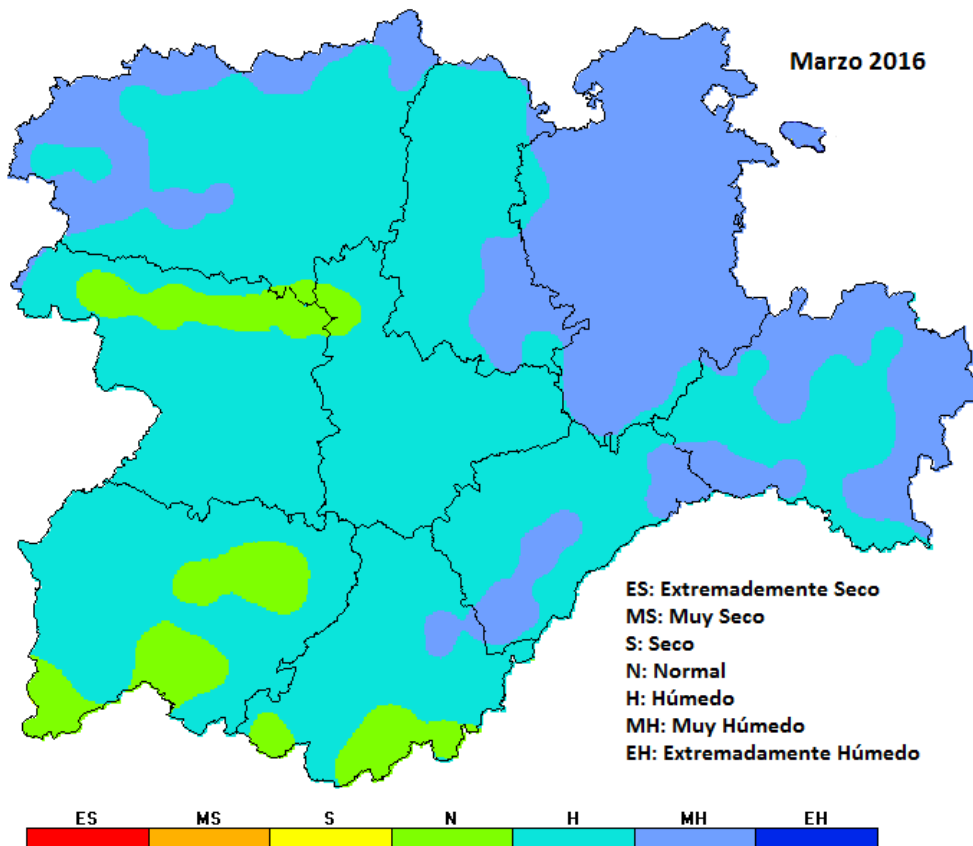 Marzo 2016
ES: Extremademente Seco
MS: Muy Seco
S: Seco
N: Normal
H: Húmedo
MH: Muy Húmedo
EH: Extremadamente Húmedo
ES MS S N H MH EH